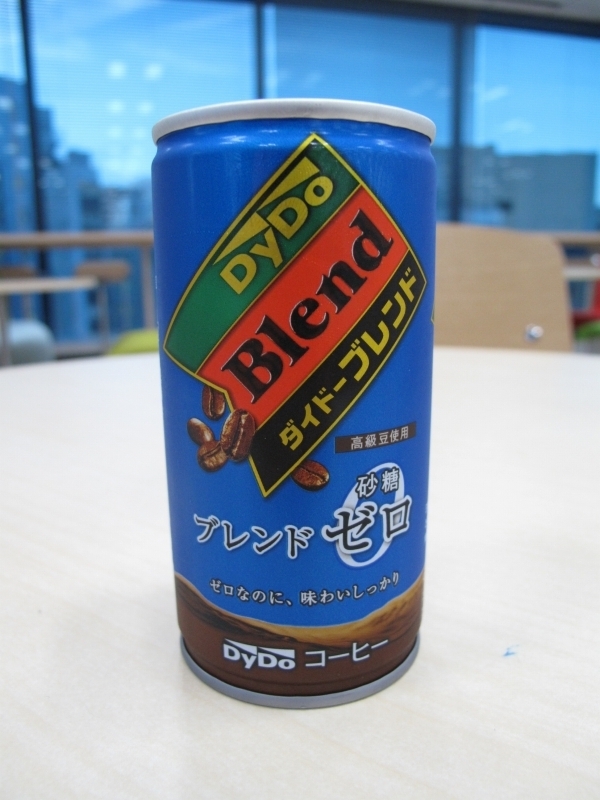 DyDo
Blend
ダイドーブレンド
高級豆使用
砂糖
ブレンド ゼロ
0
ゼロなのに、味わいしっかり
DyDo コーヒー